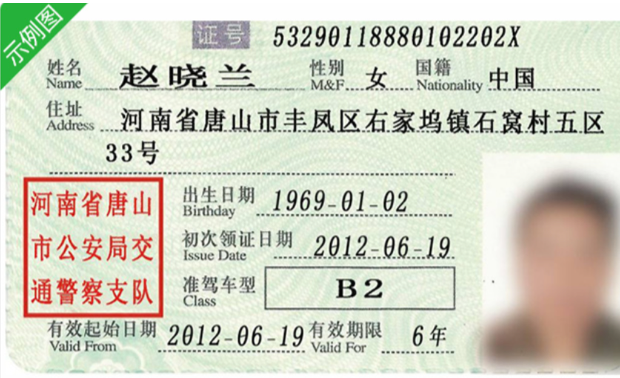 示例图
证号 53290118880102202X
姓名 Name 赵晓兰 性别 M&F 女 国籍 Nationality 中国
住址 Address 河南省唐山市丰凤区右家坞镇石窝村五区
33号
河南省唐山
市公安局交
通警察支队
出生日期 Birthday 1969-01-02
初次领证日期 Issue Date 2012-06-19
准驾车型 Class B2
有效起始日期 Valid From 2012-06-19 有效期限 Valid For 6年